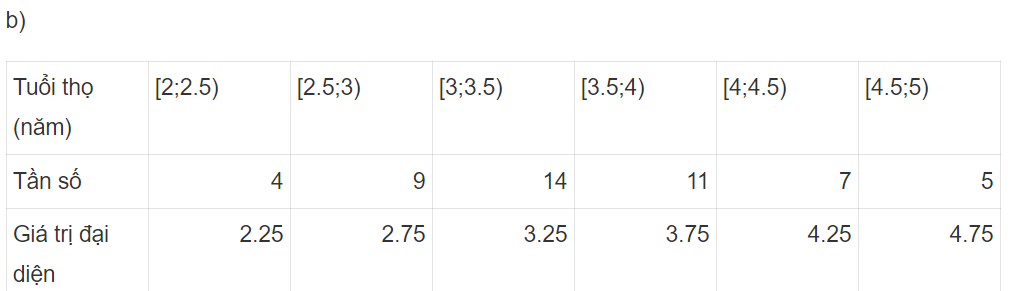 b)
Tuổi thọ (năm) [2;2.5) [2.5;3) [3;3.5) [3.5;4) [4;4.5) [4.5;5)
Tần số 4 9 14 11 7 5
Giá trị đại diện 2.25 2.75 3.25 3.75 4.25 4.75